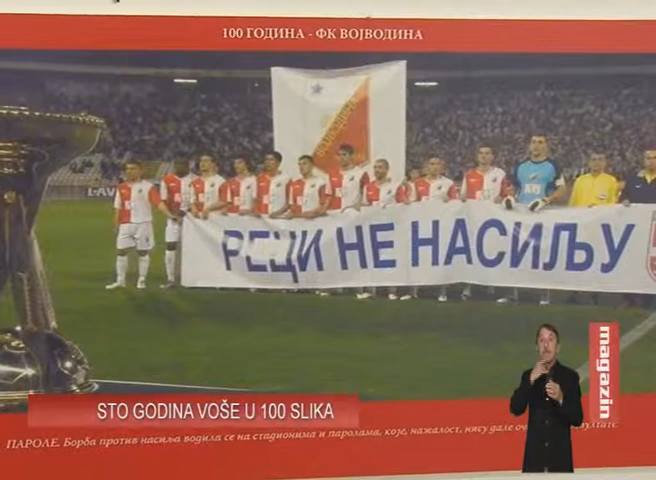 100 ГОДИНА - ФК ВОЈВОДИНА
РЕЦИ НЕ НАСИЉУ
magazin
STO GODINA VOŠE U 100 SLIKA
ПАРОЛЕ. Борба против насиља водила се на стадионима и паролама, које, нажалост, нису дале